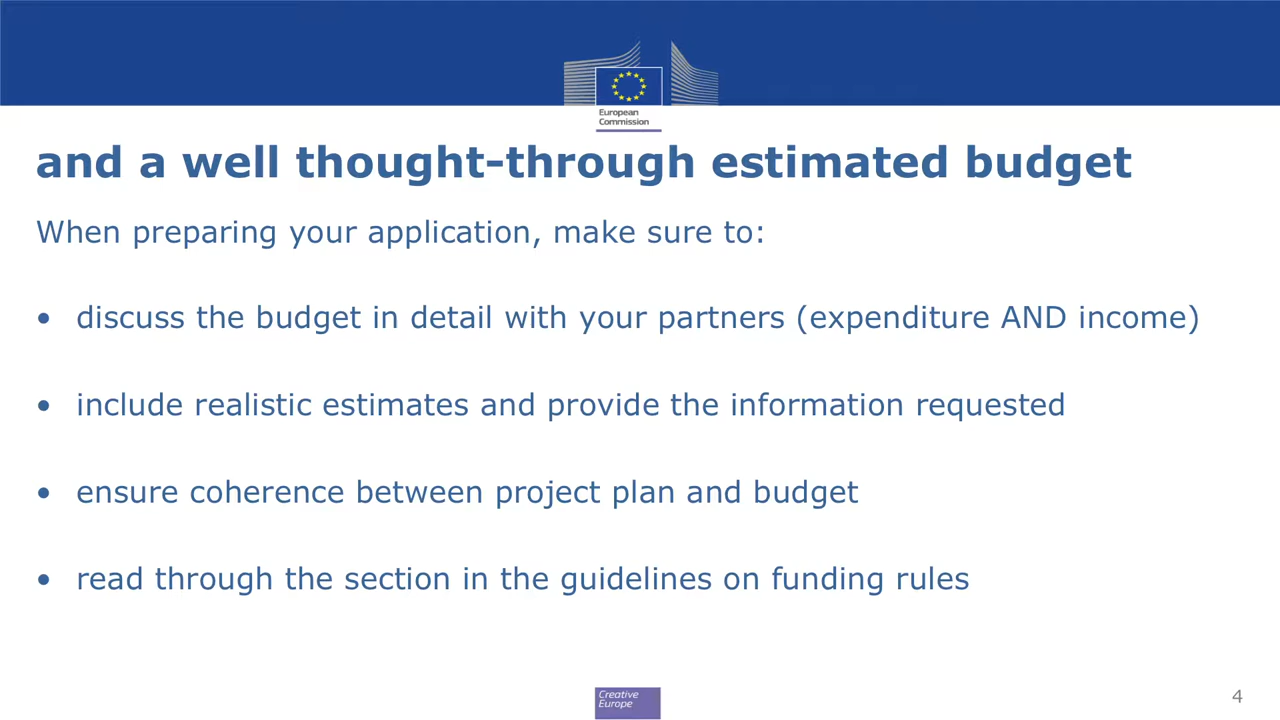 European
Commission
and a well thought-through estimated budget
When preparing your application, make sure to:
• discuss the budget in detail with your partners (expenditure AND income)
• include realistic estimates and provide the information requested
• ensure coherence between project plan and budget
• read through the section in the guidelines on funding rules
Creative
Europe
4